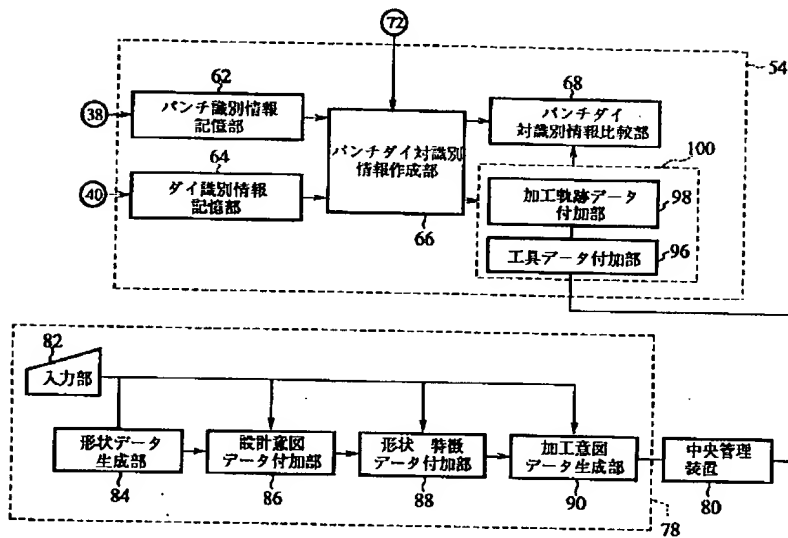 72
54
62
68
38
パンチ識別情報
記憶部
パンチダイ
対識別情報比較部
64
パンチダイ対識別
情報作成部
100
40
ダイ識別情報
記憶部
加工軌跡データ
付加部
98
66
工具データ付加部
96
82
入力部
形状データ
生成部
設計意図
データ付加部
形状 特徴
データ付加部
加工意図
データ生成部
中央管理
装置
84
86
88
90
80
78